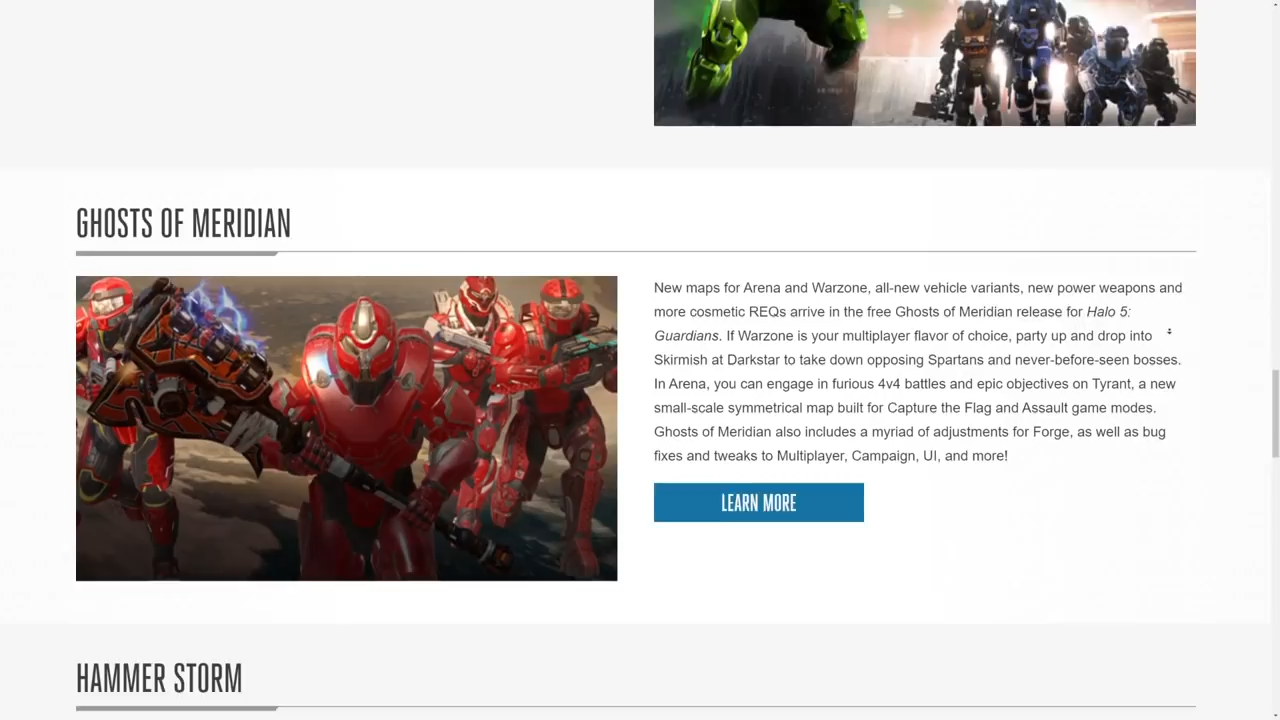 GHOSTS OF MERIDIAN
New maps for Arena and Warzone, all-new vehicle variants, new power weapons and
more cosmetic REQs arrive in the free Ghosts of Meridian release for Halo 5:
Guardians. If Warzone is your multiplayer flavor of choice, party up and drop into
Skirmish at Darkstar to take down opposing Spartans and never-before-seen bosses.
In Arena, you can engage in furious 4v4 battles and epic objectives on Tyrant, a new
small-scale symmetrical map built for Capture the Flag and Assault game modes.
Ghosts of Meridian also includes a myriad of adjustments for Forge, as well as bug
fixes and tweaks to Multiplayer, Campaign, UI, and more!
LEARN MORE
HAMMER STORM